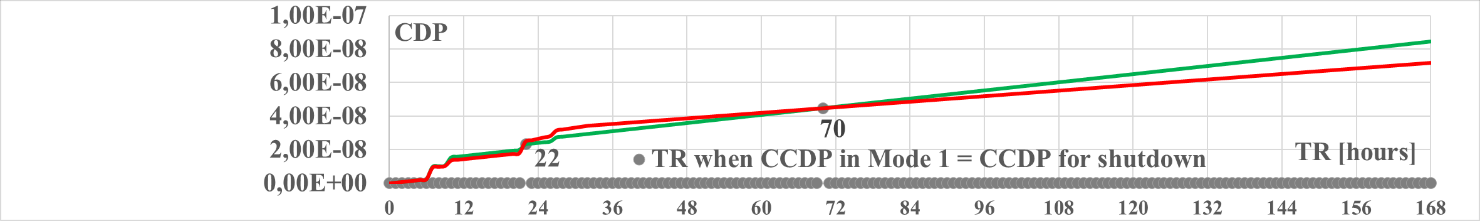 1,00E-07
CDP
8,00E-08
6,00E-08
4,00E-08
70
2,00E-08
22
TR when CCDP in Mode 1 = CCDP for shutdown
TR [hours]
0,00E+00
0 12 24 36 48 60 72 84 96 108 120 132 144 156 168